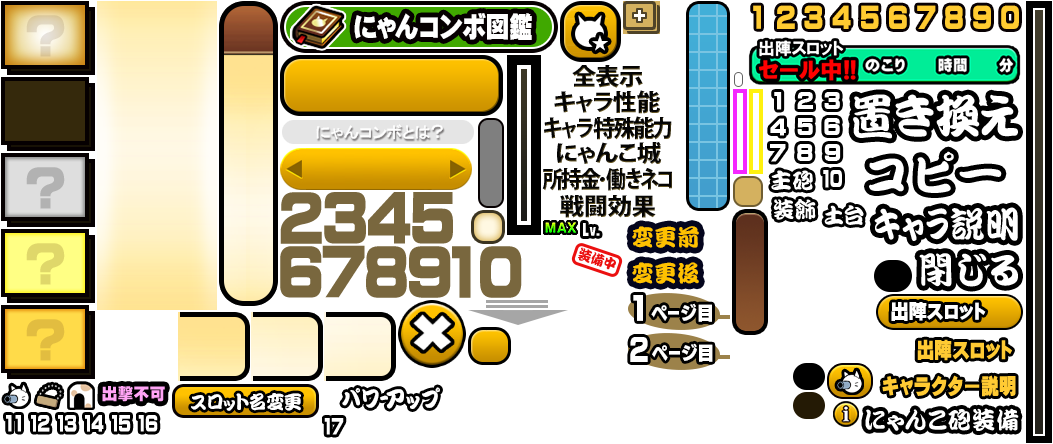 ?
?
?
?
11 12 13 14 15 16
出撃不可
スロット名変更
パワーアップ
17
にゃんコンボ図鑑
にゃんコンボとは?
2345
678910
全表示
キャラ性能
キャラ特殊能力
にゃんこ城
所持金・働きネコ
戦闘効果
MAX Lv.
装備中
変更前
変更後
1ページ目
2ページ目
1234567890
出陣スロット
セール中!! のこり 時間 分
1 2 3
4 5 6
7 8 9
主砲 10
装飾 土台
置き換え
コピー
キャラ説明
閉じる
出陣スロット
出陣スロット
キャラクター説明
i にゃんこ砲装備